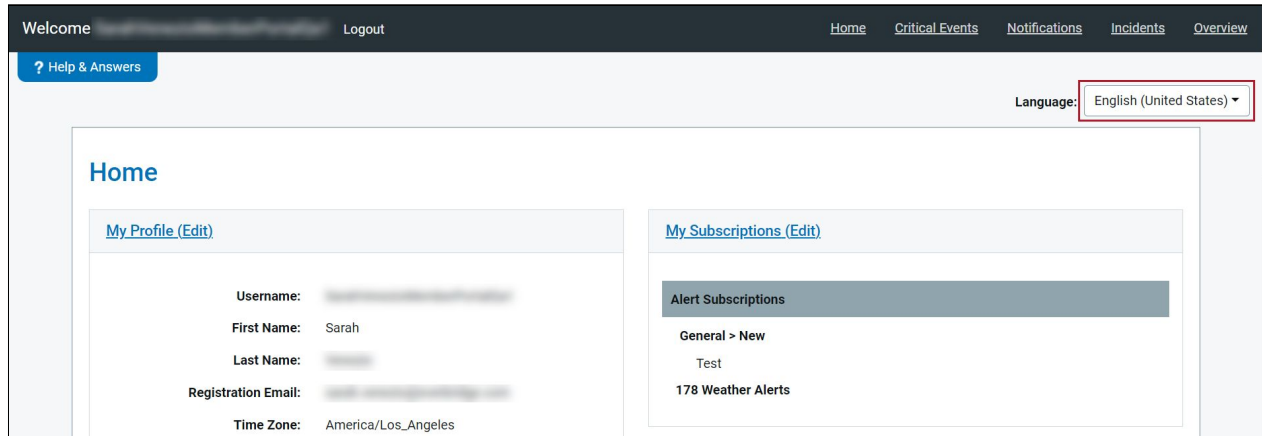 Welcome Logout Home Critical Events Notifications Incidents Overview
? Help & Answers
Language: English (United States)
Home
My Profile (Edit)
Username:
First Name: Sarah
Last Name:
Registration Email:
Time Zone: America/Los_Angeles
My Subscriptions (Edit)
Alert Subscriptions
General > New
Test
178 Weather Alerts